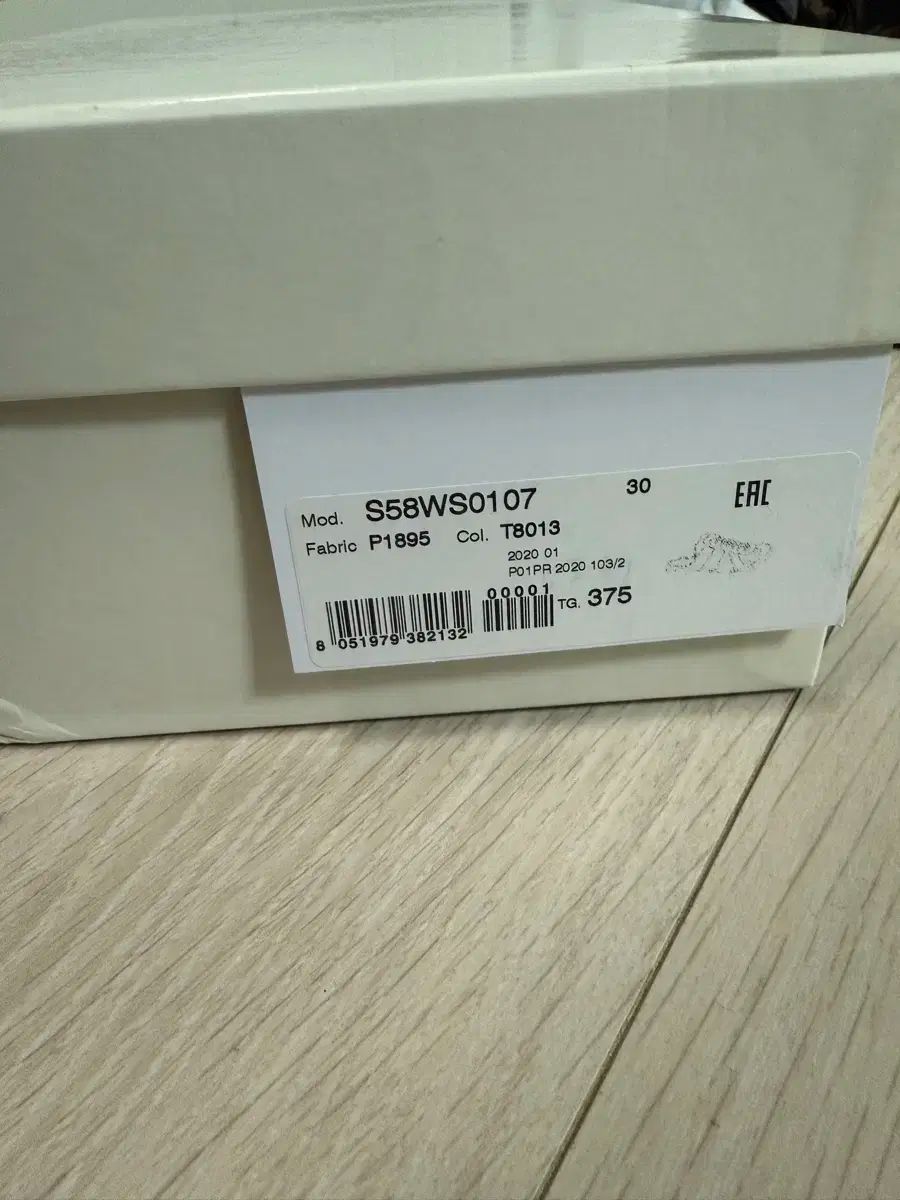 Mod. S58WS0107 30 EAC
Fabric P1895 Col. T8013
2020 01
P01PR 2020 103/2
00001
TG. 375
8 051979 382132